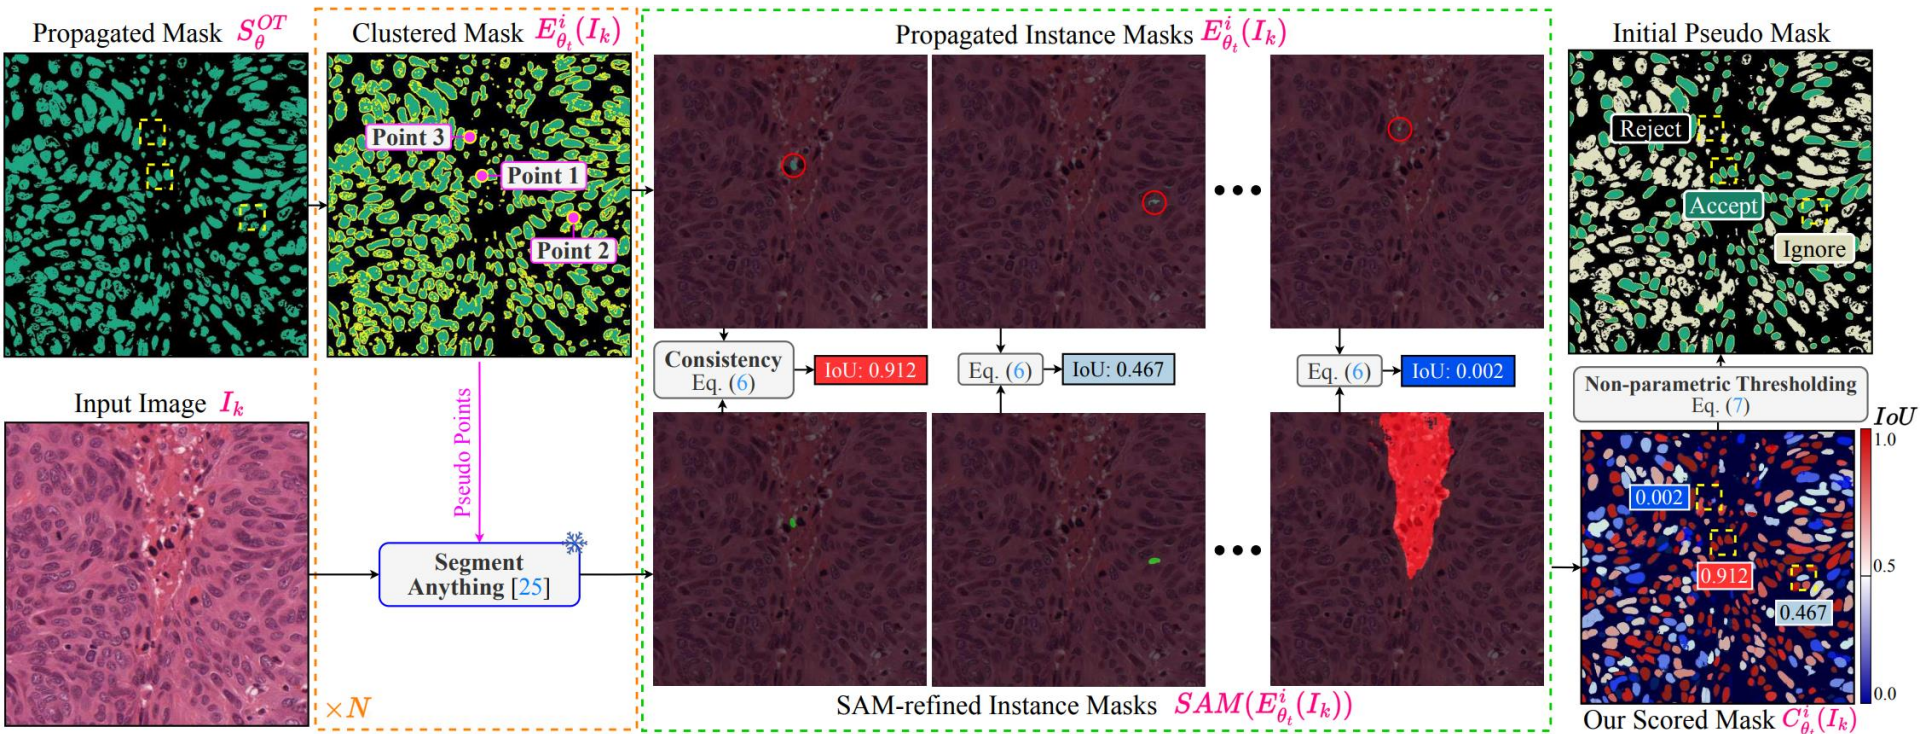 Propagated Mask $S_{\theta}^{OT}$
Clustered Mask $E_{\theta_t}^{i}(I_k)$
Point 3
Point 1
Point 2
Propagated Instance Masks $E_{\theta_t}^{i}(I_k)$
Initial Pseudo Mask
Reject
Accept
Ignore
Consistency
Eq. (6)
IoU: 0.912
Eq. (6)
IoU: 0.467
Eq. (6)
IoU: 0.002
Non-parametric Thresholding
Eq. (7)
Input Image $I_k$
Pseudo Points
Segment
Anything [25]
×N
SAM-refined Instance Masks $SAM(E_{\theta_t}^{i}(I_k))$
IoU
1.0
0.5
0.0
0.002
0.912
0.467
Our Scored Mask $C_{\theta_t}^{i}(I_k)$